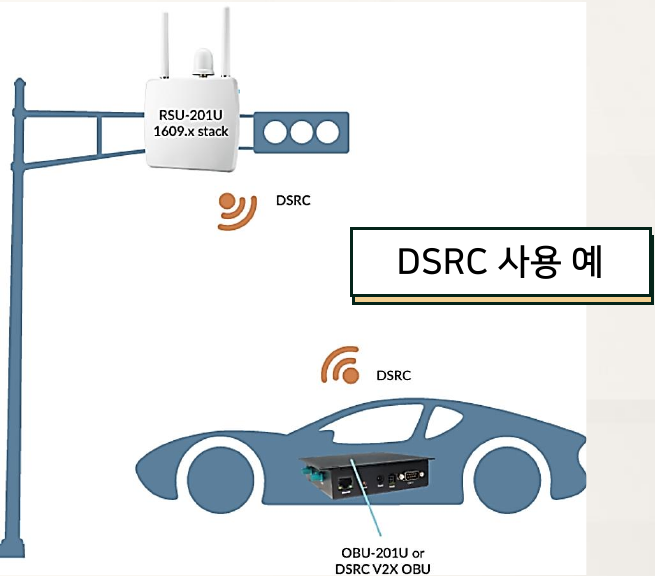 RSU-201U
1609.x stack
DSRC
DSRC 사용 예
DSRC
OBU-201U or
DSRC V2X OBU